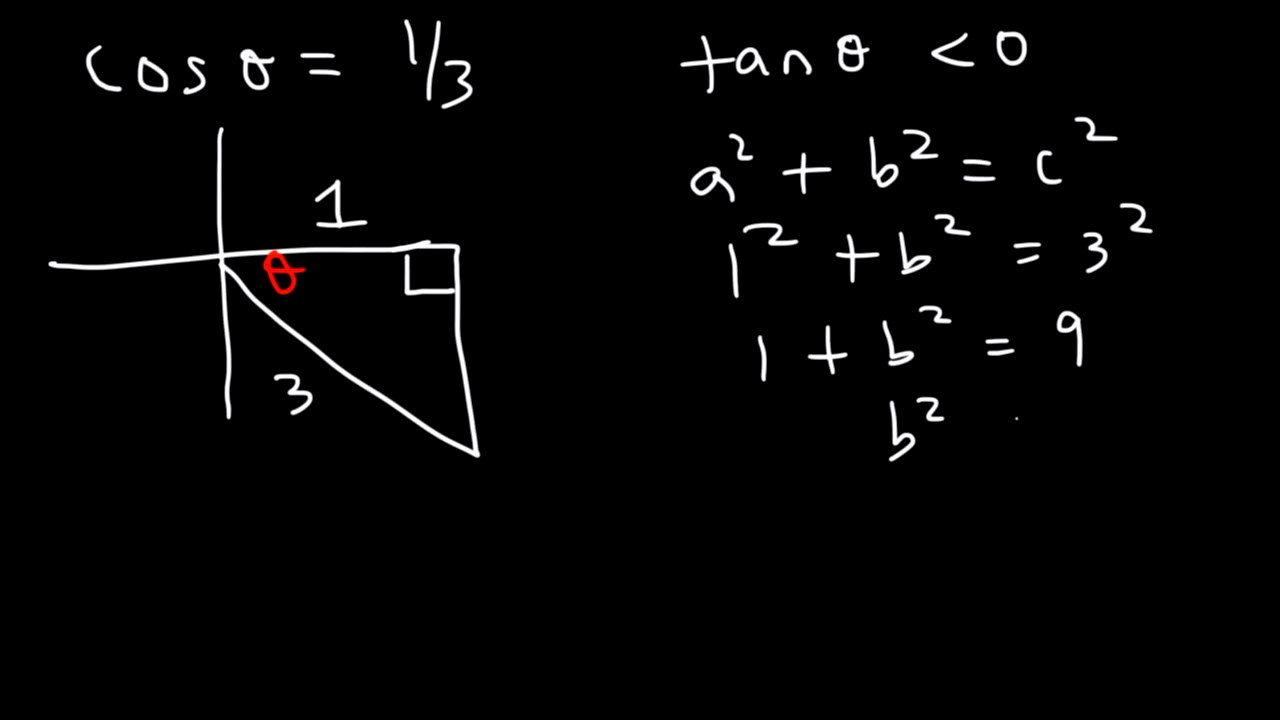 cos θ = 1/3
tan θ < 0
1
θ
3
a² + b² = c²
1² + b² = 3²
1 + b² = 9
b²